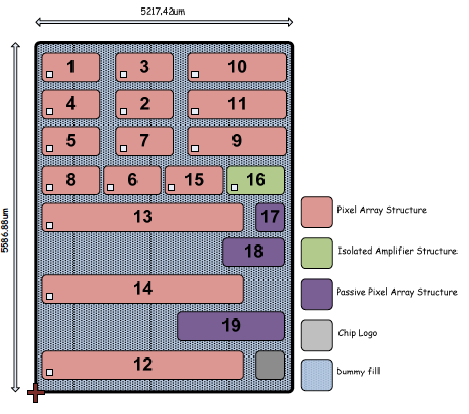 5217.42um
1 3 10
4 2 11
5 7 9
8 6 15 16
13 17
18
14
19
12
5586.88um
Pixel Array Structure
Isolated Amplifier Structure
Passive Pixel Array Structure
Chip Logo
Dummy fill